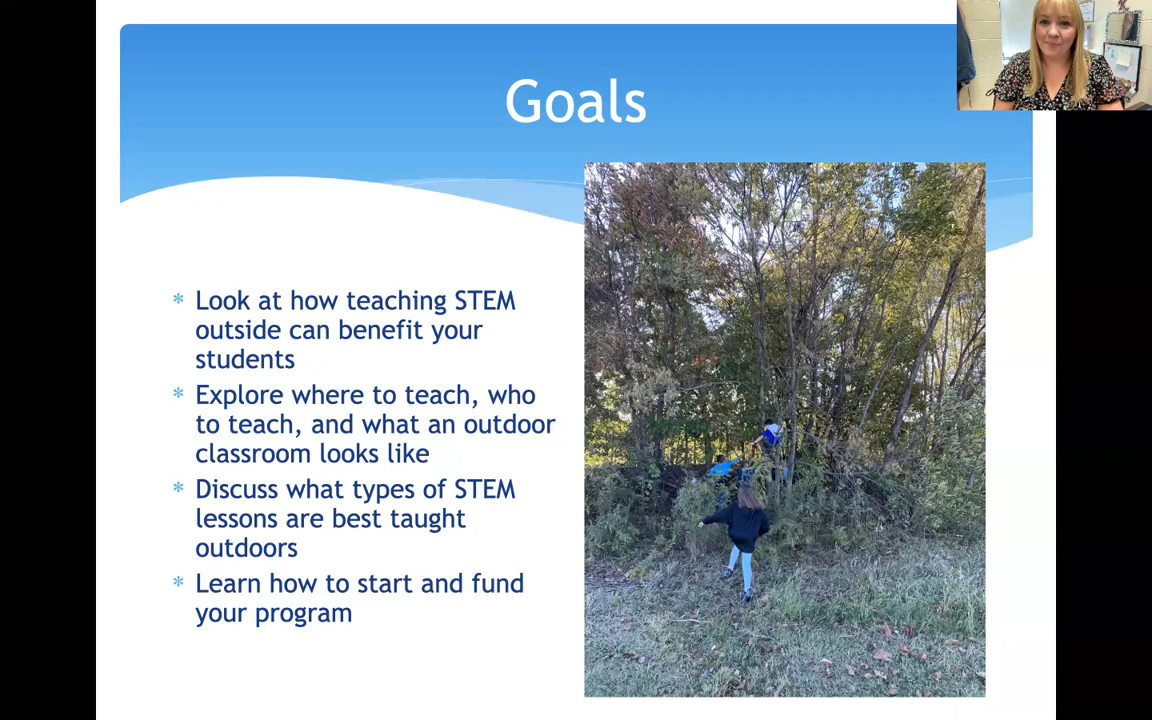 Goals
* Look at how teaching STEM
outside can benefit your
students
* Explore where to teach, who
to teach, and what an outdoor
classroom looks like
* Discuss what types of STEM
lessons are best taught
outdoors
* Learn how to start and fund
your program